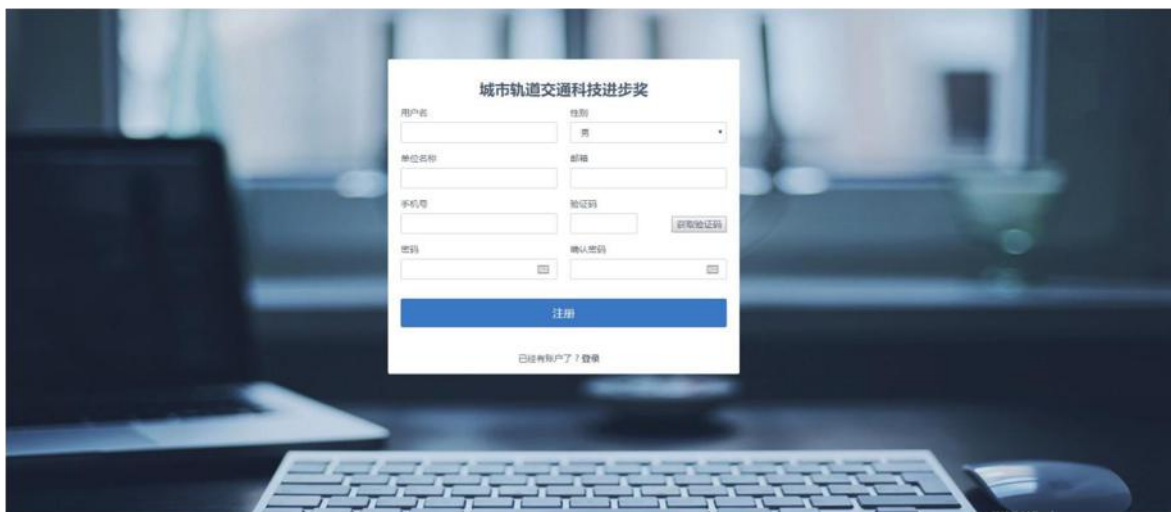 城市轨道交通科技进步奖
用户名 性别
男
单位名称 邮箱
手机号 验证码
获取验证码
密码 确认密码
注册
已经有账户了？登录